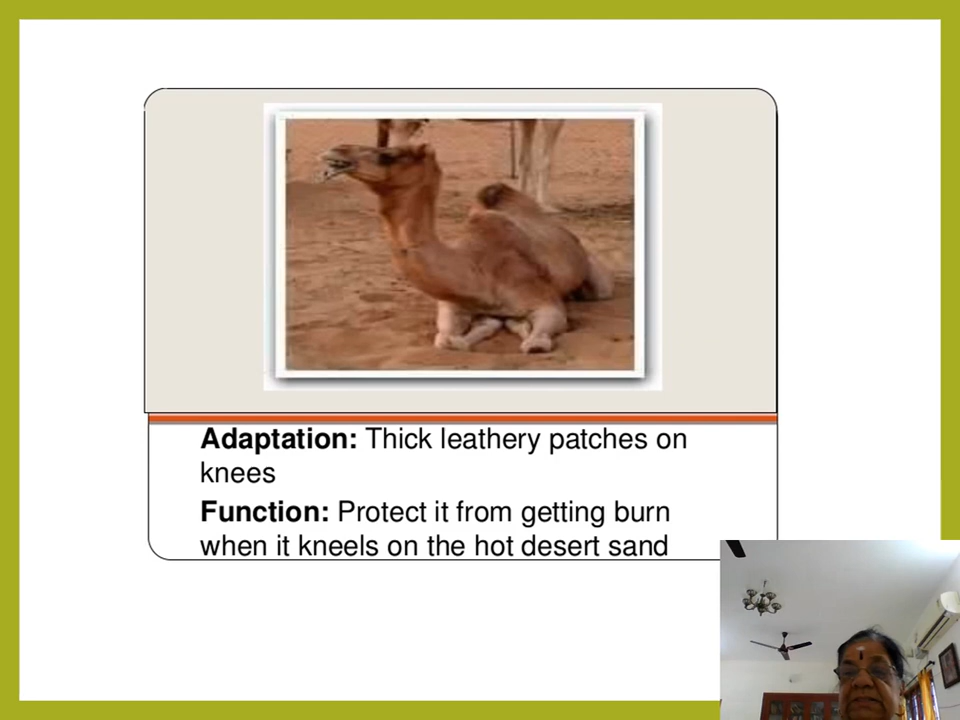 Adaptation: Thick leathery patches on
knees
Function: Protect it from getting burn
when it kneels on the hot desert sand